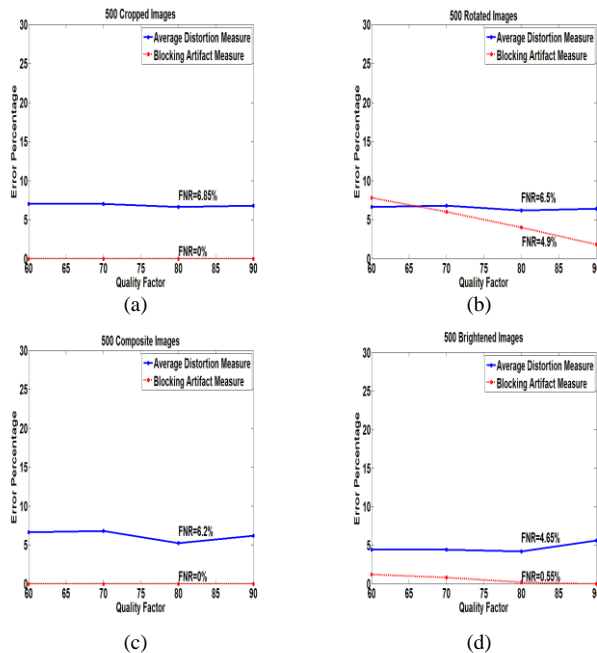 500 Cropped Images
30
25
20
15
10
5
0
Error Percentage
Average Distortion Measure
Blocking Artifact Measure
FNR=6.85%
FNR=0%
60 65 70 75 80 85 90
Quality Factor
(a)
500 Rotated Images
30
25
20
15
10
5
0
Error Percentage
Average Distortion Measure
Blocking Artifact Measure
FNR=6.5%
FNR=4.9%
60 65 70 75 80 85 90
Quality Factor
(b)
500 Composite Images
30
25
20
15
10
5
0
Error Percentage
Average Distortion Measure
Blocking Artifact Measure
FNR=6.2%
FNR=0%
60 65 70 75 80 85 90
Quality Factor
(c)
500 Brightened Images
30
25
20
15
10
5
0
Error Percentage
Average Distortion Measure
Blocking Artifact Measure
FNR=4.65%
FNR=0.55%
60 65 70 75 80 85 90
Quality Factor
(d)